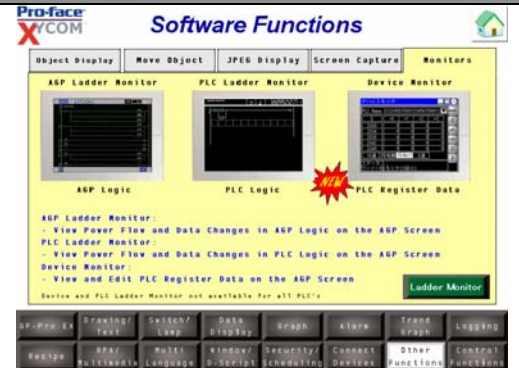 Pro-face
XYCOM
Software Functions
Object Display
Move Object
JPEG Display
Screen Capture
Monitors
AGP Ladder Monitor
PLC Ladder Monitor
Device Monitor
NEW
AGP Logic
PLC Logic
PLC Register Data
AGP Ladder Monitor:
- View Power Flow and Data Changes in AGP Logic on the AGP Screen
PLC Ladder Monitor:
- View Power Flow and Data Changes in PLC Logic on the AGP Screen
Device Monitor:
- View and Edit PLC Register Data on the AGP Screen
Device and PLC Ladder Monitor not available for all PLC's
Ladder Monitor
GP-Pro EX
Drawing/
Text
Switch/
Lamp
Data
Display
Graph
Alarm
Trend
Graph
Logging
Recipe
RPA/
Multimedia
Multi
Language
Window/
D-Script
Security/
Scheduling
Connect
Devices
Other
Functions
Control
Functions